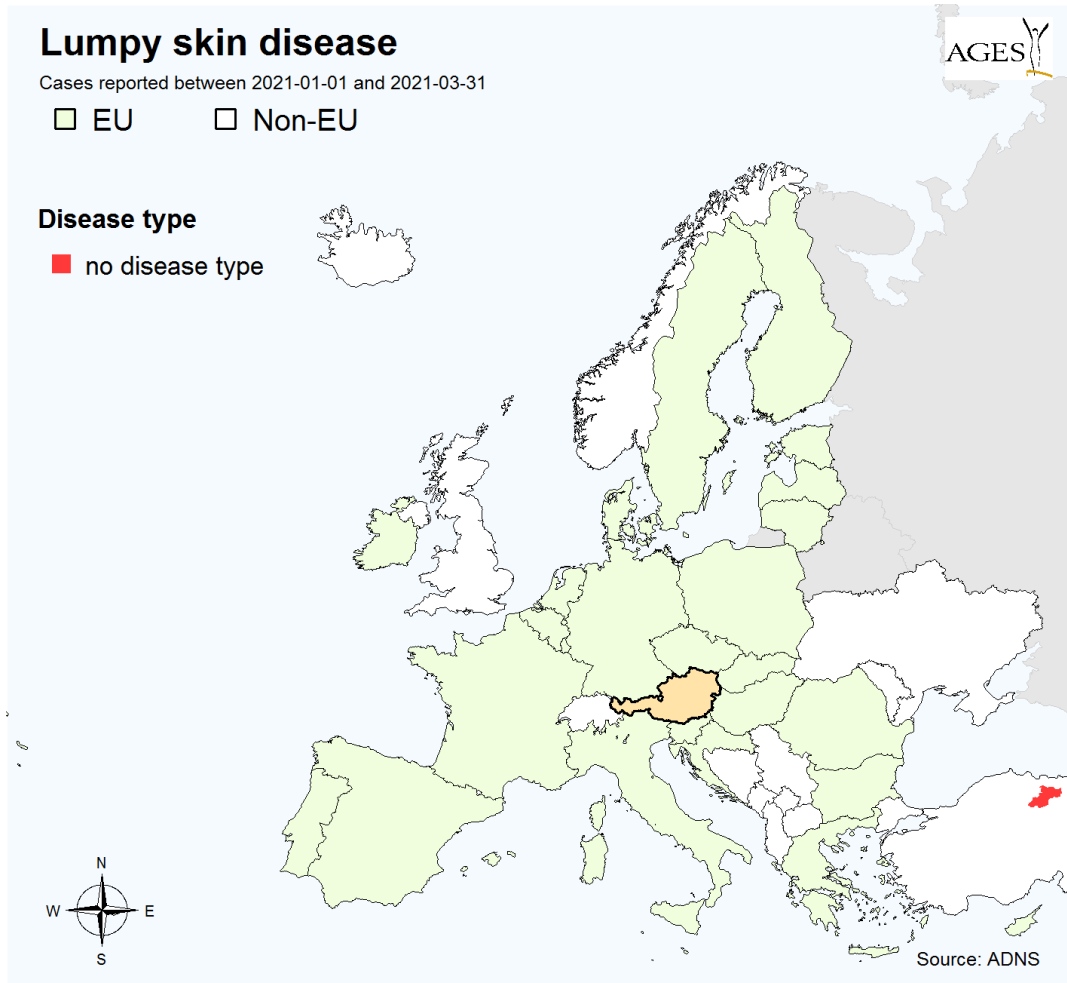 Lumpy skin disease
AGES
Cases reported between 2021-01-01 and 2021-03-31
EU Non-EU
Disease type
no disease type
N
W E
S
Source: ADNS